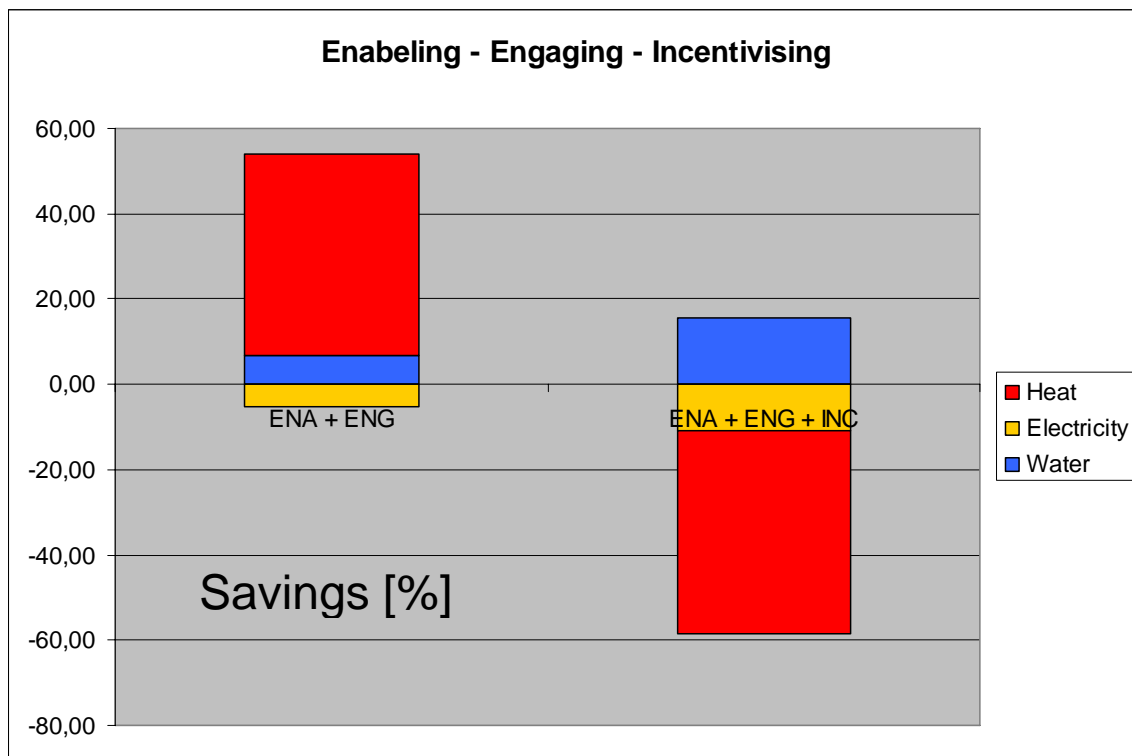 Enabeling - Engaging - Incentivising
60,00
40,00
20,00
0,00
-20,00
-40,00
-60,00
-80,00
ENA + ENG
ENA + ENG + INC
Savings [%]
Heat
Electricity
Water